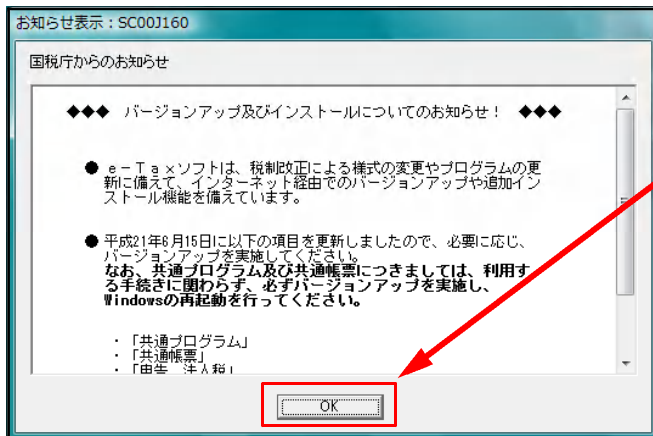 お知らせ表示：SC00J160
国税庁からのお知らせ
◆◆◆ バージョンアップ及びインストールについてのお知らせ！ ◆◆◆
● e－Taxソフトは、税制改正による様式の変更やプログラムの更
新に備えて、インターネット経由でのバージョンアップや追加イン
ストール機能を備えています。
● 平成21年6月15日に以下の項目を更新しましたので、必要に応じ、
バージョンアップを実施してください。
なお、共通プログラム及び共通帳票につきましては、利用す
る手続きに関わらず、必ずバージョンアップを実施し、
Windowsの再起動を行ってください。
・「共通プログラム」
・「共通帳票」
・「申告 法人税」
OK